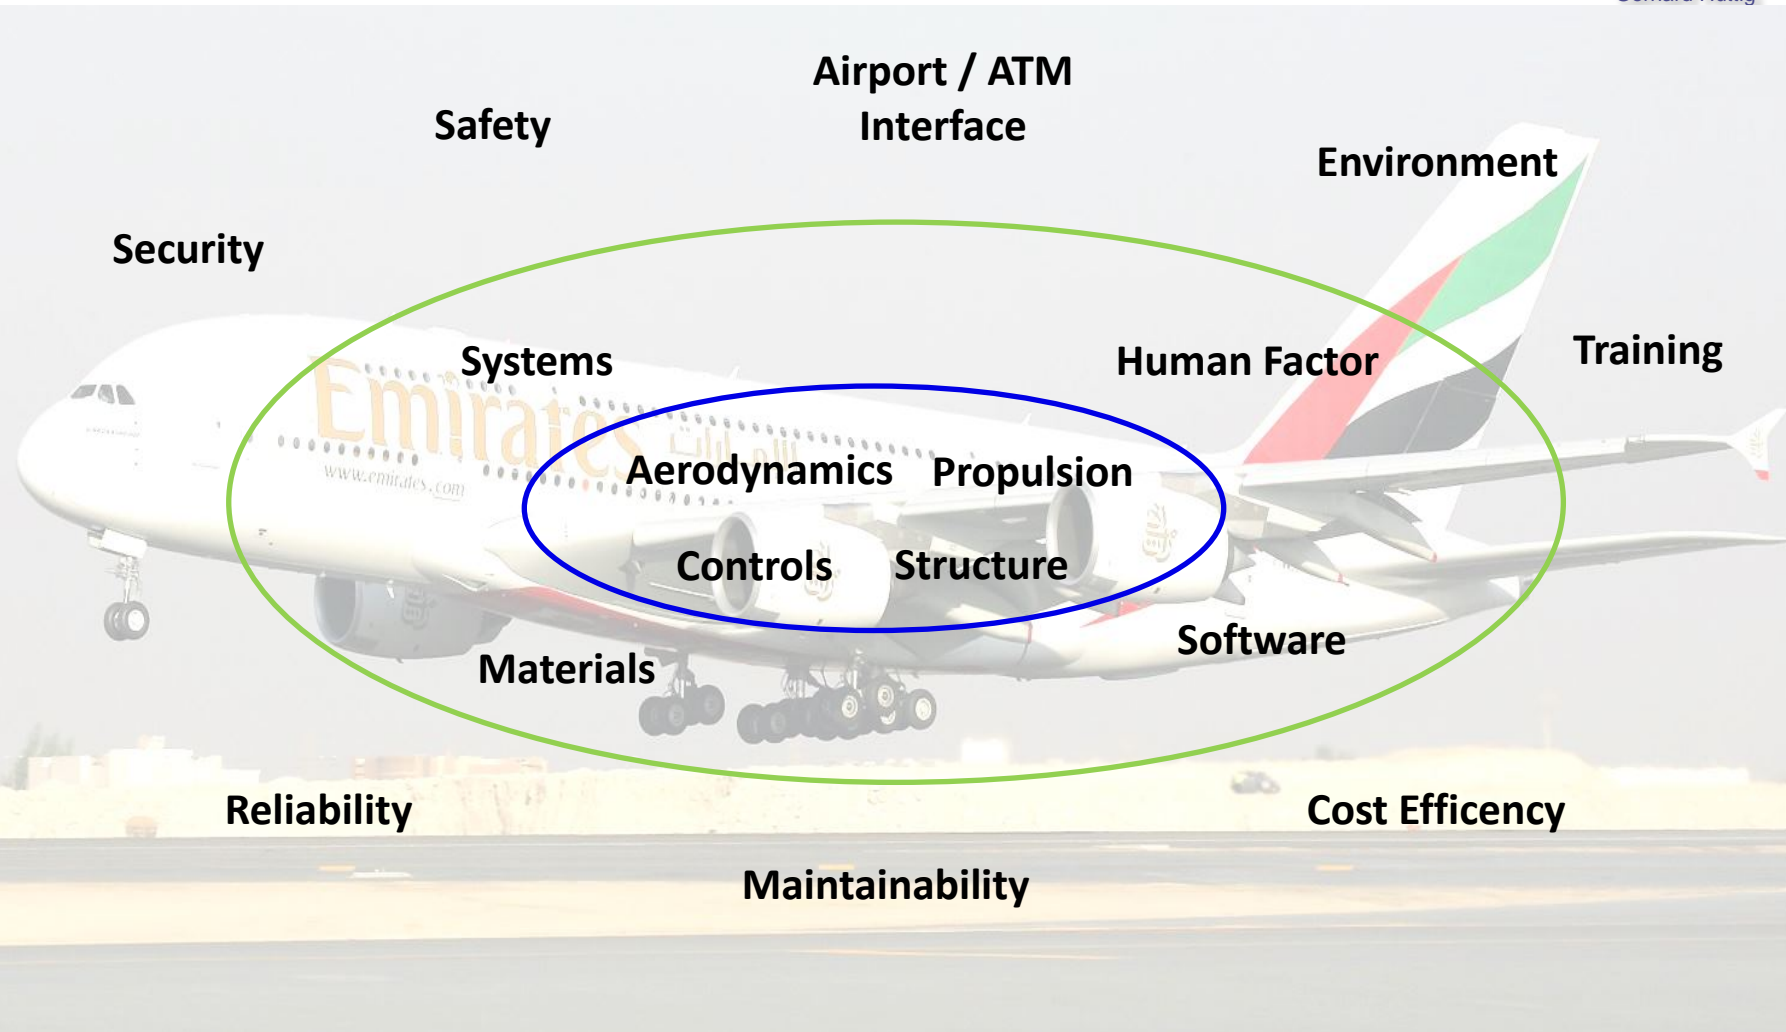 Airport / ATM
Interface
Safety
Environment
Security
Systems
Human Factor
Training
Emirates
الإمارات
www.emirates.com
Aerodynamics
Propulsion
Controls
Structure
Software
Materials
Reliability
Cost Efficency
Maintainability